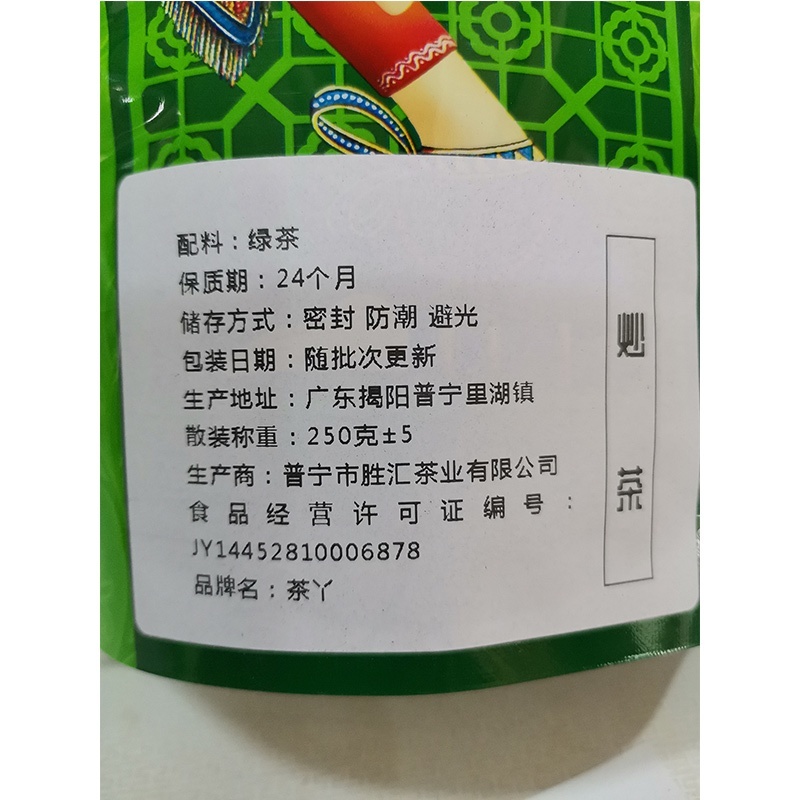 配料：绿茶
保质期：24个月
储存方式：密封 防潮 避光
包装日期：随批次更新
生产地址：广东揭阳普宁里湖镇
散装称重：250克±5
生产商：普宁市胜汇茶业有限公司
食品经营许可证编号：
JY14452810006878
品牌名：茶丫
炒茶